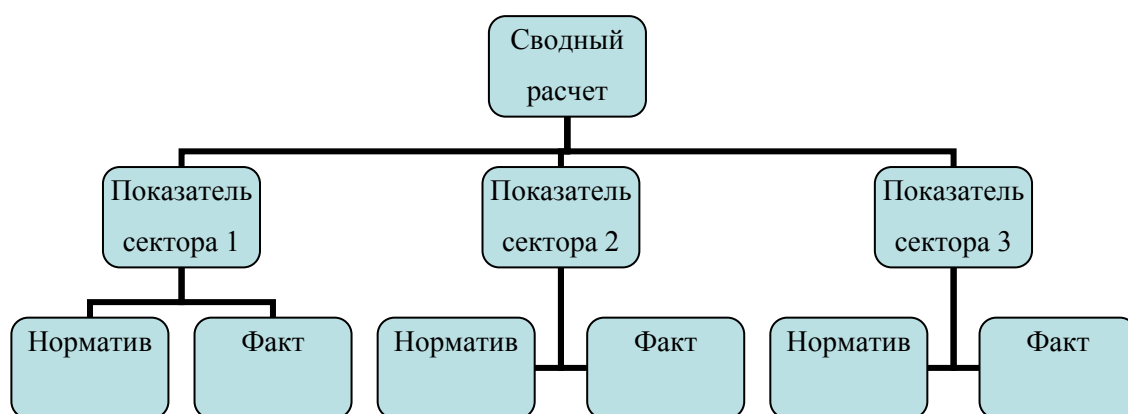 Сводный
расчет
Показатель
сектора 1
Показатель
сектора 2
Показатель
сектора 3
Норматив
Факт
Норматив
Факт
Норматив
Факт